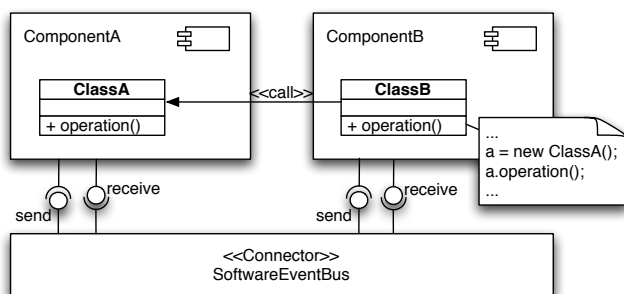 ComponentA
ComponentB
ClassA
<<call>>
ClassB
+ operation()
+ operation()
...
a = new ClassA();
a.operation();
...
receive
receive
send
send
<<Connector>>
SoftwareEventBus